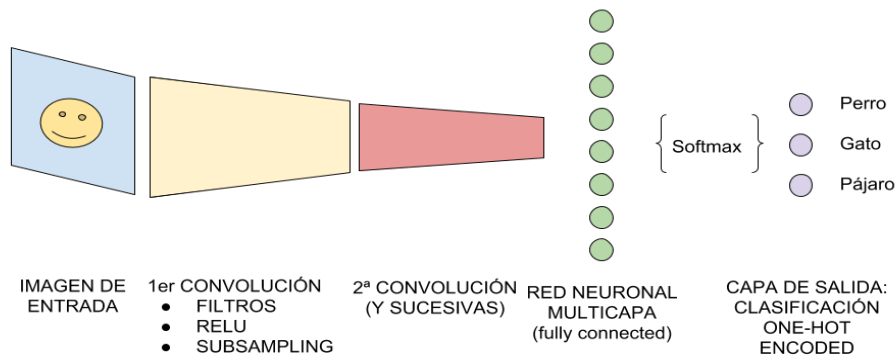 Perro
Softmax
Gato
Pájaro
IMAGEN DE
ENTRADA
1er CONVOLUCIÓN
● FILTROS
● RELU
● SUBSAMPLING
2ª CONVOLUCIÓN
(Y SUCESIVAS)
RED NEURONAL
MULTICAPA
(fully connected)
CAPA DE SALIDA:
CLASIFICACIÓN
ONE-HOT
ENCODED